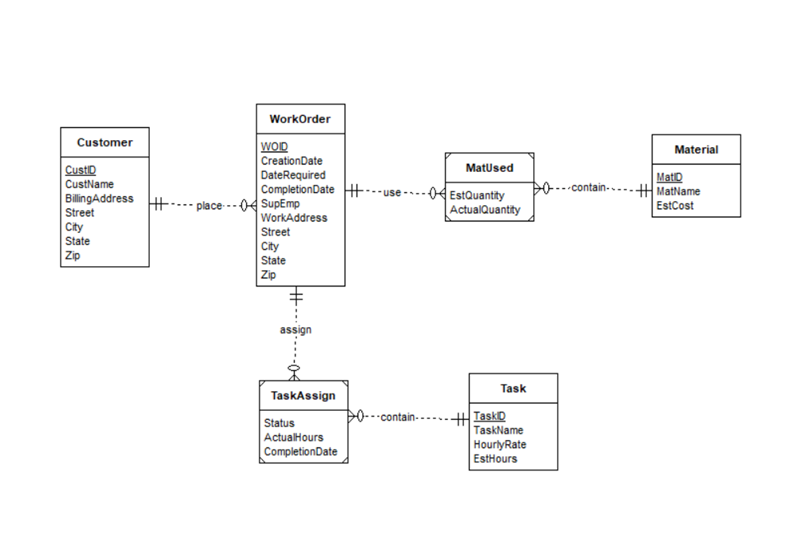 Customer
CustID
CustName
BillingAddress
Street
City
State
Zip
place
WorkOrder
WOID
CreationDate
DateRequired
CompletionDate
SupEmp
WorkAddress
Street
City
State
Zip
use
MatUsed
EstQuantity
ActualQuantity
contain
Material
MatID
MatName
EstCost
assign
TaskAssign
Status
ActualHours
CompletionDate
contain
Task
TaskID
TaskName
HourlyRate
EstHours